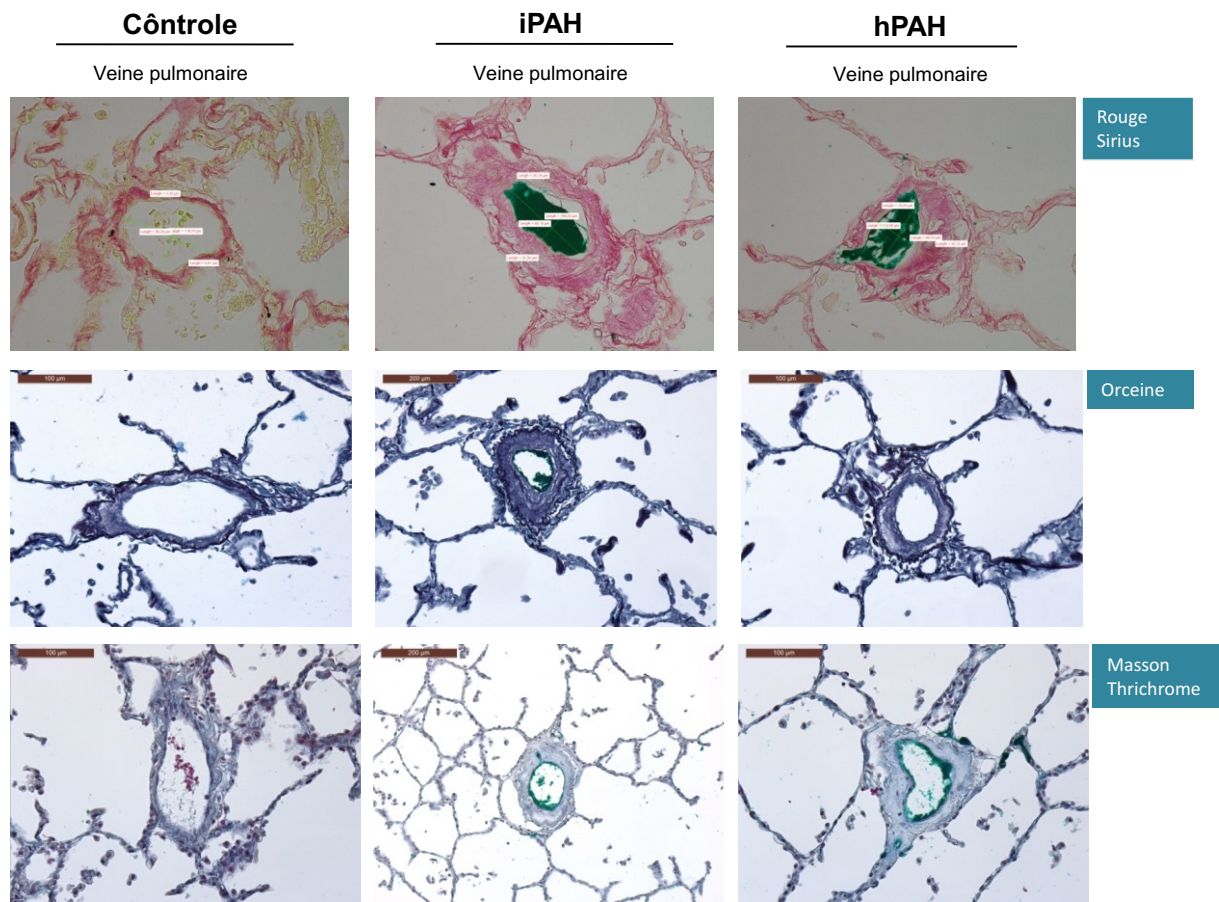 Côntrole
iPAH
hPAH
Veine pulmonaire
Veine pulmonaire
Veine pulmonaire
Rouge
Sirius
100 µm
200 µm
100 µm
Orceine
100 µm
200 µm
100 µm
Masson
Thrichrome